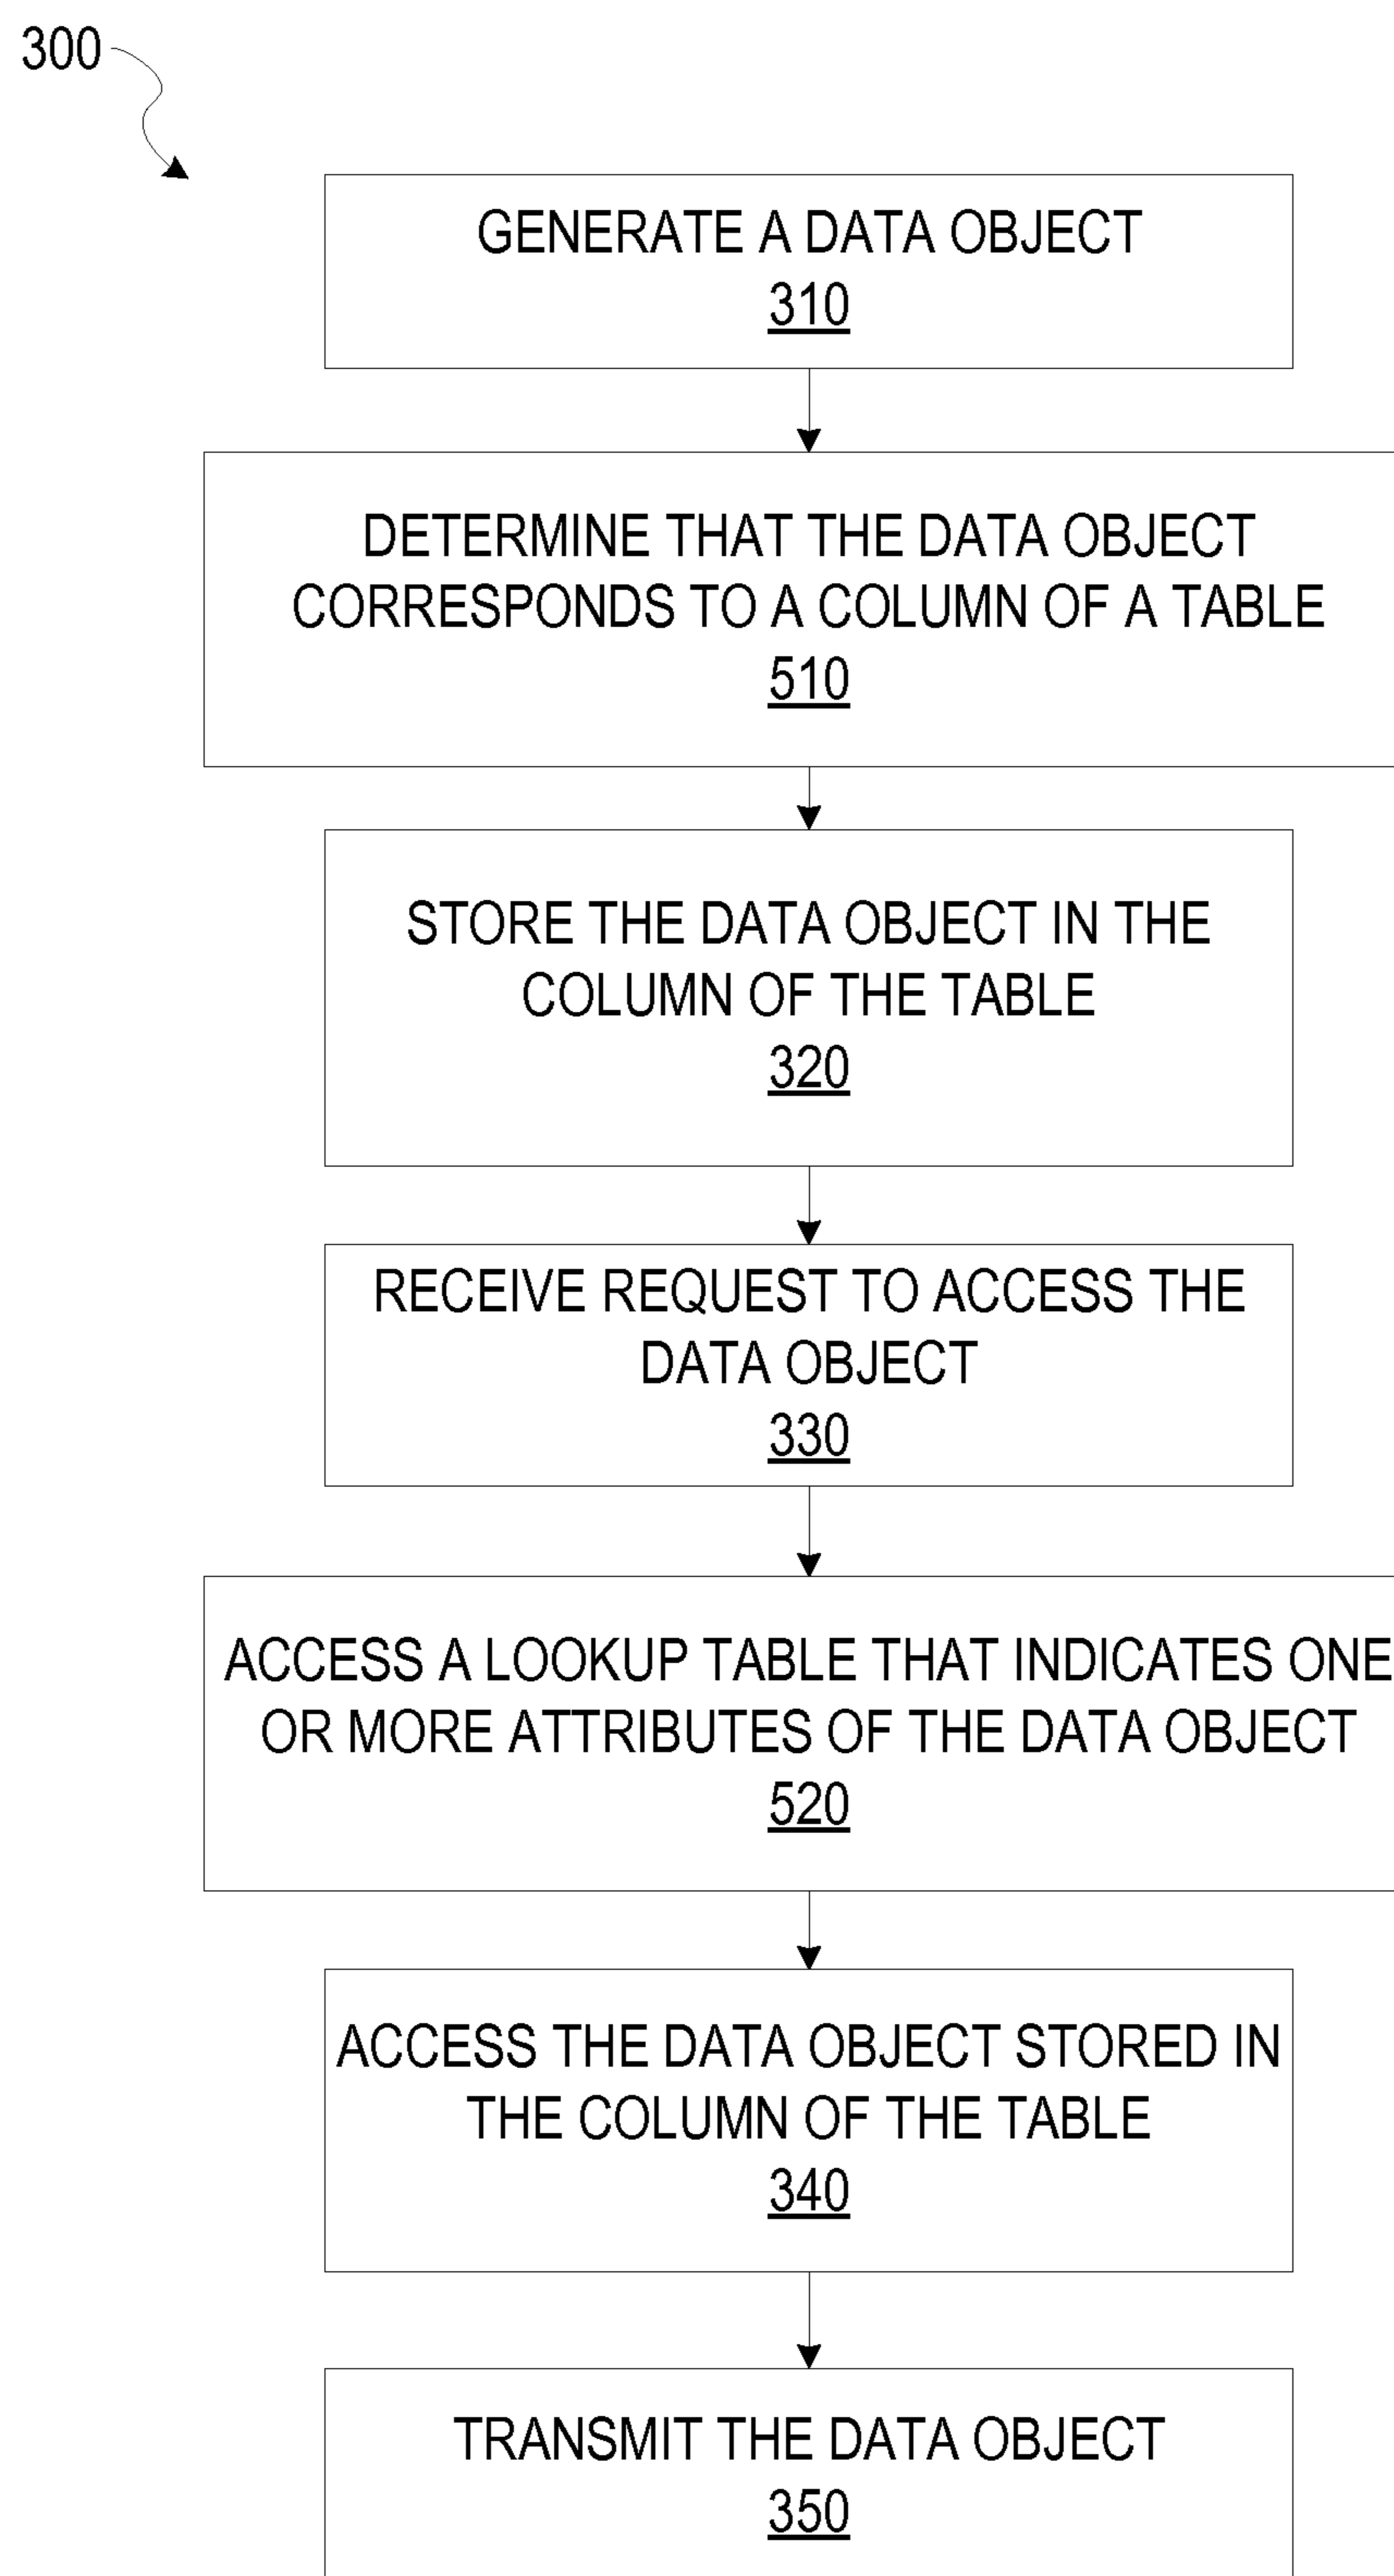 300
GENERATE A DATA OBJECT
310
DETERMINE THAT THE DATA OBJECT
CORRESPONDS TO A COLUMN OF A TABLE
510
STORE THE DATA OBJECT IN THE
COLUMN OF THE TABLE
320
RECEIVE REQUEST TO ACCESS THE
DATA OBJECT
330
ACCESS A LOOKUP TABLE THAT INDICATES ONE
OR MORE ATTRIBUTES OF THE DATA OBJECT
520
ACCESS THE DATA OBJECT STORED IN
THE COLUMN OF THE TABLE
340
TRANSMIT THE DATA OBJECT
350